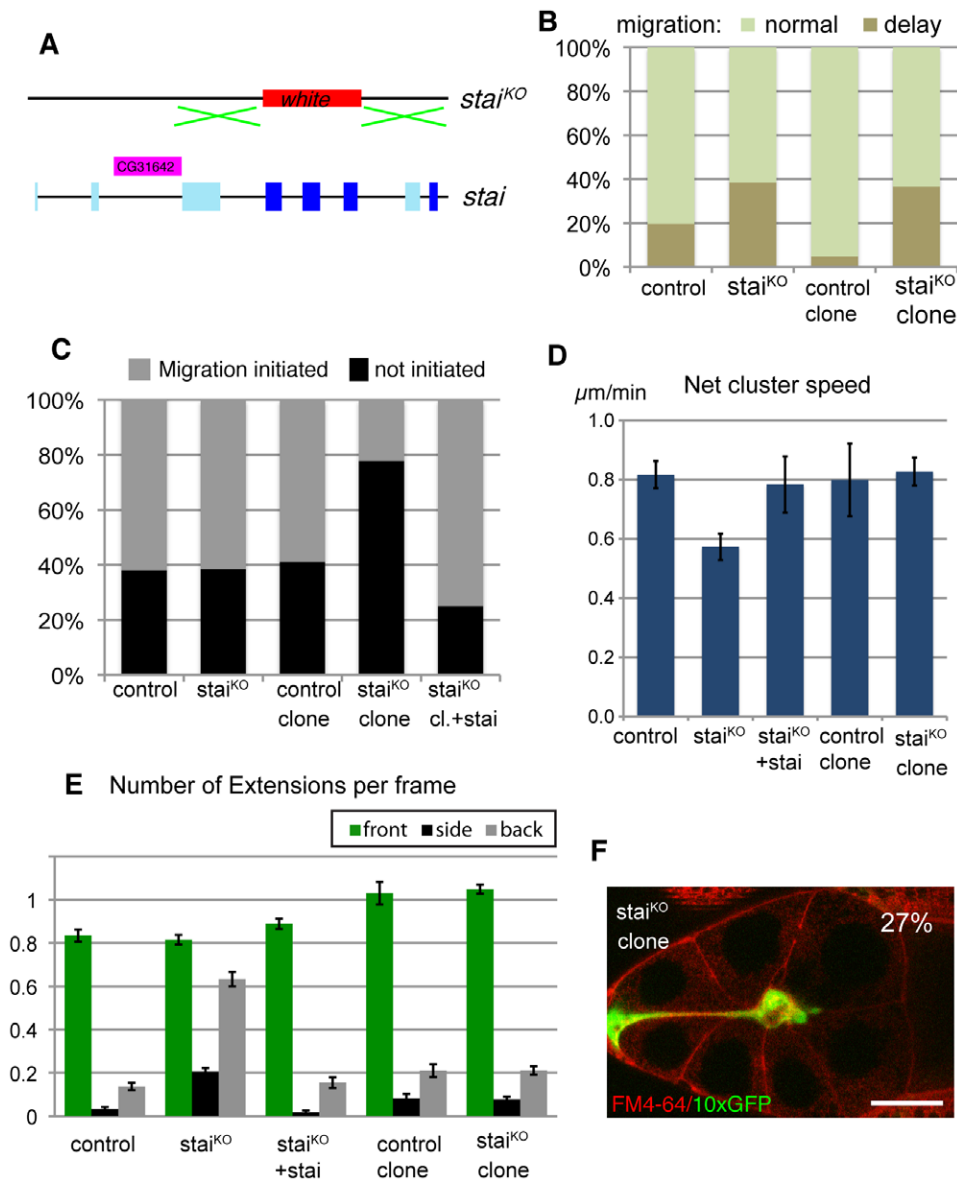 A
white
stai^KO
CG31642
stai
B
migration: normal delay
100%
80%
60%
40%
20%
0%
control
stai^KO
control
clone
stai^KO
clone
C
Migration initiated not initiated
100%
80%
60%
40%
20%
0%
control
stai^KO
control
clone
stai^KO
clone
stai^KO
cl.+stai
D
Net cluster speed
µm/min
1.0
0.8
0.6
0.4
0.2
0.0
control
stai^KO
stai^KO
+stai
control
clone
stai^KO
clone
E Number of Extensions per frame
front side back
1
0.8
0.6
0.4
0.2
0
control
stai^KO
stai^KO
+stai
control
clone
stai^KO
clone
F
stai^KO
clone
27%
FM4-64/10xGFP